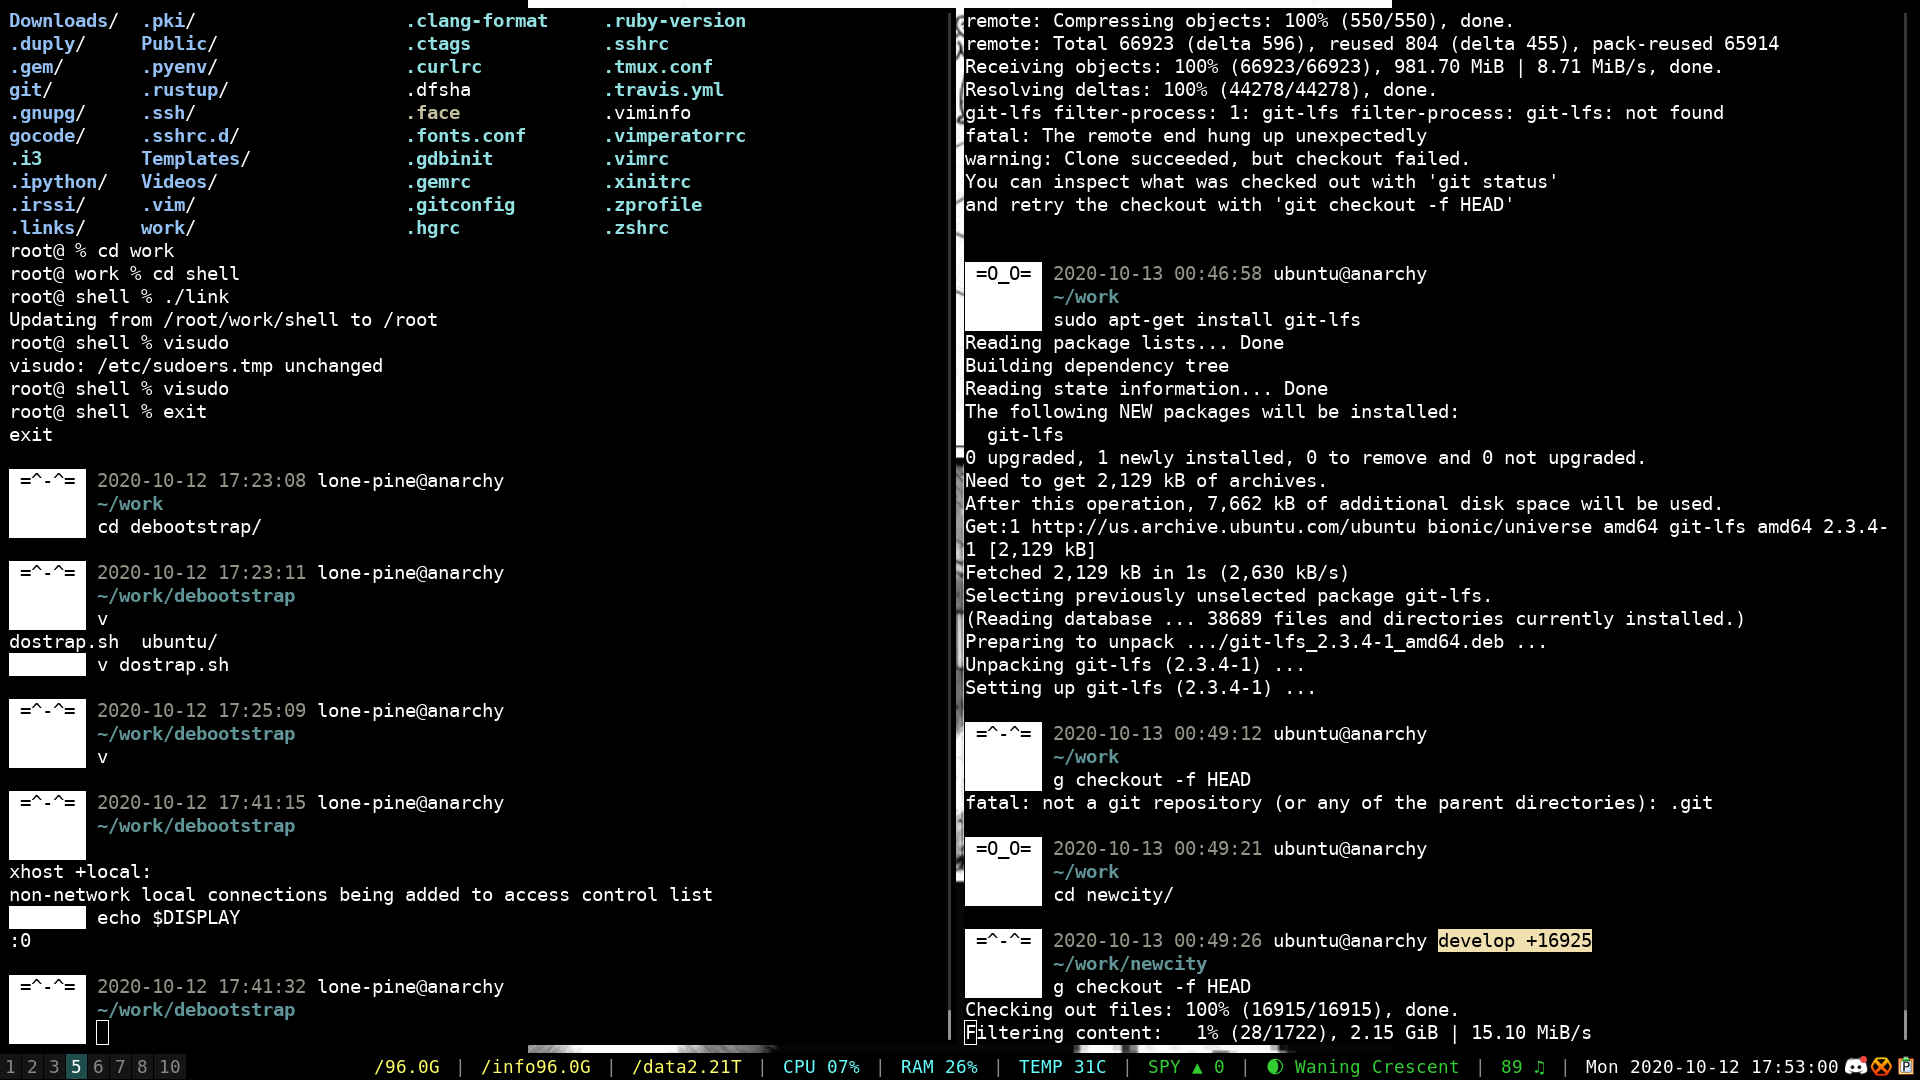 Downloads/  .pki/                   .clang-format     .ruby-version
.duply/     Public/                 .ctags            .sshrc
.gem/       .pyenv/                 .curlrc           .tmux.conf
git/        .rustup/                .dfsha            .travis.yml
.gnupg/     .ssh/                   .face             .viminfo
gocode/     .sshrc.d/               .fonts.conf       .vimperatorrc
.i3         Templates/              .gdbinit          .vimrc
.ipython/   Videos/                 .gemrc            .xinitrc
.irssi/     .vim/                   .gitconfig        .zprofile
.links/     work/                   .hgrc             .zshrc
root@ % cd work
root@ work % cd shell
root@ shell % ./link
Updating from /root/work/shell to /root
root@ shell % visudo
visudo: /etc/sudoers.tmp unchanged
root@ shell % visudo
root@ shell % exit
exit
=^-^= 2020-10-12 17:23:08 lone-pine@anarchy
~/work
cd debootstrap/
=^-^= 2020-10-12 17:23:11 lone-pine@anarchy
~/work/debootstrap
v
dostrap.sh  ubuntu/
v dostrap.sh
=^-^= 2020-10-12 17:25:09 lone-pine@anarchy
~/work/debootstrap
v
=^-^= 2020-10-12 17:41:15 lone-pine@anarchy
~/work/debootstrap
xhost +local:
non-network local connections being added to access control list
echo $DISPLAY
:0
=^-^= 2020-10-12 17:41:32 lone-pine@anarchy
~/work/debootstrap
remote: Compressing objects: 100% (550/550), done.
remote: Total 66923 (delta 596), reused 804 (delta 455), pack-reused 65914
Receiving objects: 100% (66923/66923), 981.70 MiB | 8.71 MiB/s, done.
Resolving deltas: 100% (44278/44278), done.
git-lfs filter-process: 1: git-lfs filter-process: git-lfs: not found
fatal: The remote end hung up unexpectedly
warning: Clone succeeded, but checkout failed.
You can inspect what was checked out with 'git status'
and retry the checkout with 'git checkout -f HEAD'
=O_O= 2020-10-13 00:46:58 ubuntu@anarchy
~/work
sudo apt-get install git-lfs
Reading package lists... Done
Building dependency tree
Reading state information... Done
The following NEW packages will be installed:
  git-lfs
0 upgraded, 1 newly installed, 0 to remove and 0 not upgraded.
Need to get 2,129 kB of archives.
After this operation, 7,662 kB of additional disk space will be used.
Get:1 http://us.archive.ubuntu.com/ubuntu bionic/universe amd64 git-lfs amd64 2.3.4-
1 [2,129 kB]
Fetched 2,129 kB in 1s (2,630 kB/s)
Selecting previously unselected package git-lfs.
(Reading database ... 38689 files and directories currently installed.)
Preparing to unpack .../git-lfs_2.3.4-1_amd64.deb ...
Unpacking git-lfs (2.3.4-1) ...
Setting up git-lfs (2.3.4-1) ...
=^-^= 2020-10-13 00:49:12 ubuntu@anarchy
~/work
g checkout -f HEAD
fatal: not a git repository (or any of the parent directories): .git
=O_O= 2020-10-13 00:49:21 ubuntu@anarchy
~/work
cd newcity/
=^-^= 2020-10-13 00:49:26 ubuntu@anarchy develop +16925
~/work/newcity
g checkout -f HEAD
Checking out files: 100% (16915/16915), done.
Filtering content:   1% (28/1722), 2.15 GiB | 15.10 MiB/s
1 2 3 5 6 7 8 10 /96.0G | /info96.0G | /data2.21T | CPU 07% | RAM 26% | TEMP 31C | SPY ▲ 0 | Waning Crescent | 89 ♫ | Mon 2020-10-12 17:53:00